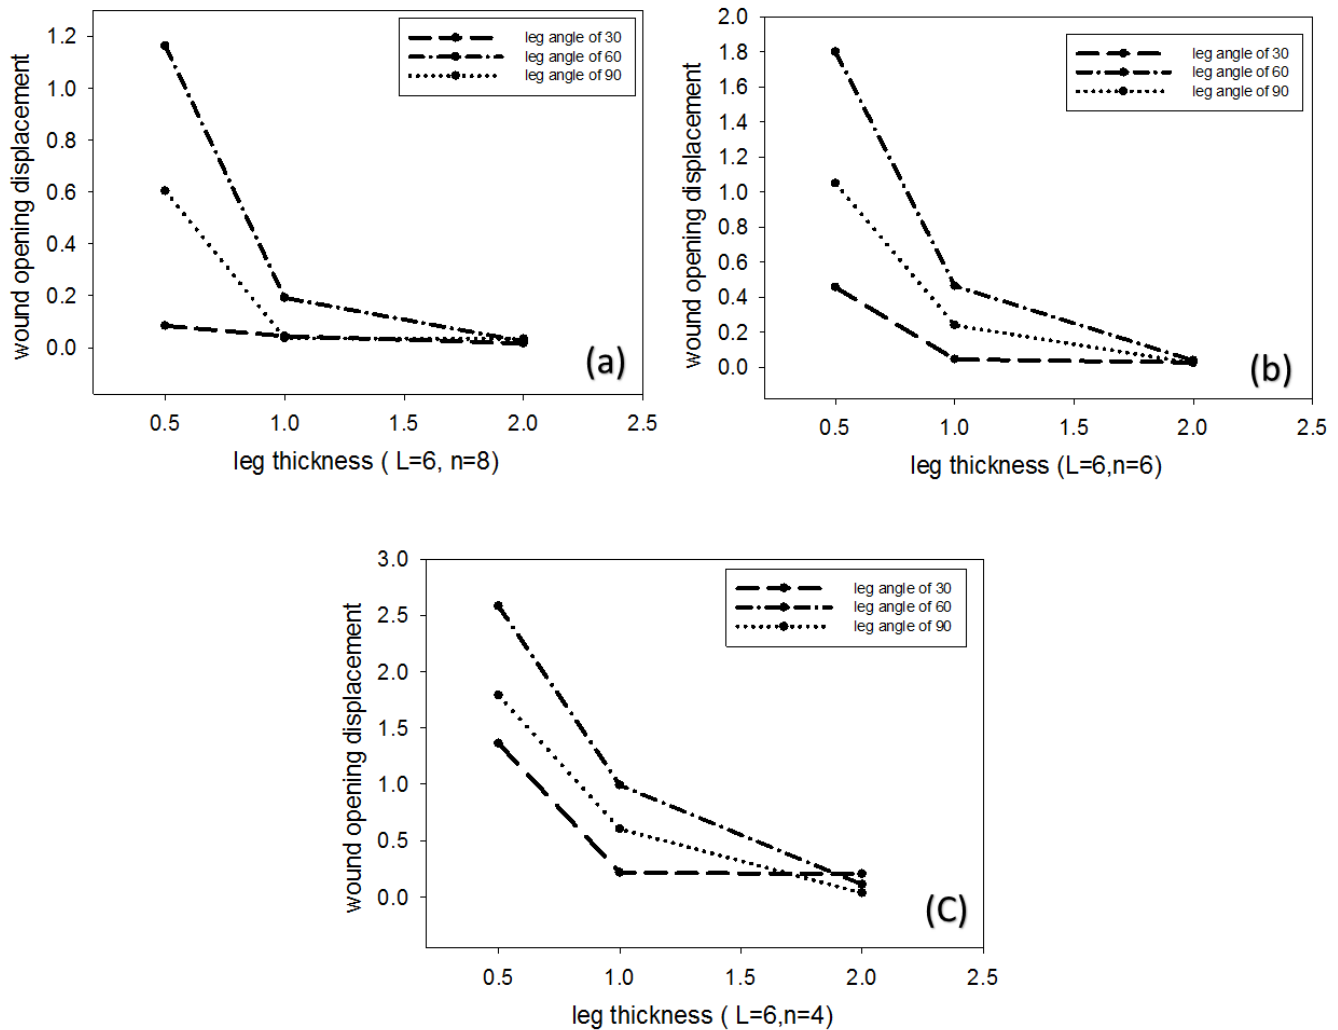 wound opening displacement
1.2
1.0
0.8
0.6
0.4
0.2
0.0
leg angle of 30
leg angle of 60
leg angle of 90
(a)
0.5 1.0 1.5 2.0 2.5
leg thickness ( L=6, n=8)
wound opening displacement
2.0
1.8
1.6
1.4
1.2
1.0
0.8
0.6
0.4
0.2
0.0
leg angle of 30
leg angle of 60
leg angle of 90
(b)
0.5 1.0 1.5 2.0 2.5
leg thickness (L=6,n=6)
wound opening displacement
3.0
2.5
2.0
1.5
1.0
0.5
0.0
leg angle of 30
leg angle of 60
leg angle of 90
(C)
0.5 1.0 1.5 2.0 2.5
leg thickness ( L=6,n=4)